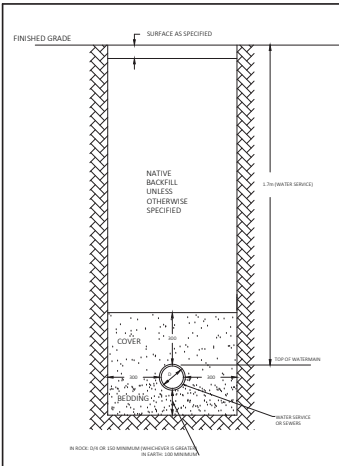 SURFACE AS SPECIFIED
FINISHED GRADE
NATIVE
BACKFILL
UNLESS
OTHERWISE
SPECIFIED
1.7m (WATER SERVICE)
COVER
300
TOP OF WATERMAIN
300
D
300
BEDDING
WATER SERVICE
OR SEWERS
IN ROCK: D/8 OR 150 MINIMUM (WHICHEVER IS GREATER)
IN EARTH: 100 MINIMUM